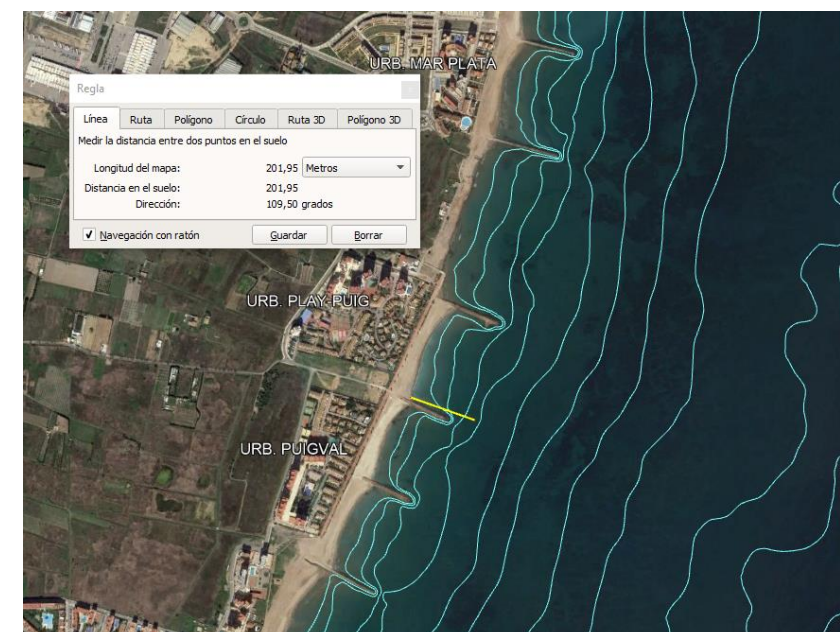 URB. MAR PLATA
Regla
Línea Ruta Polígono Círculo Ruta 3D Polígono 3D
Medir la distancia entre dos puntos en el suelo
Longitud del mapa: 201,95 Metros
Distancia en el suelo: 201,95
Dirección: 109,50 grados
Navegación con ratón Guardar Borrar
URB. PLAY-PUIG
URB. PUIGVAL